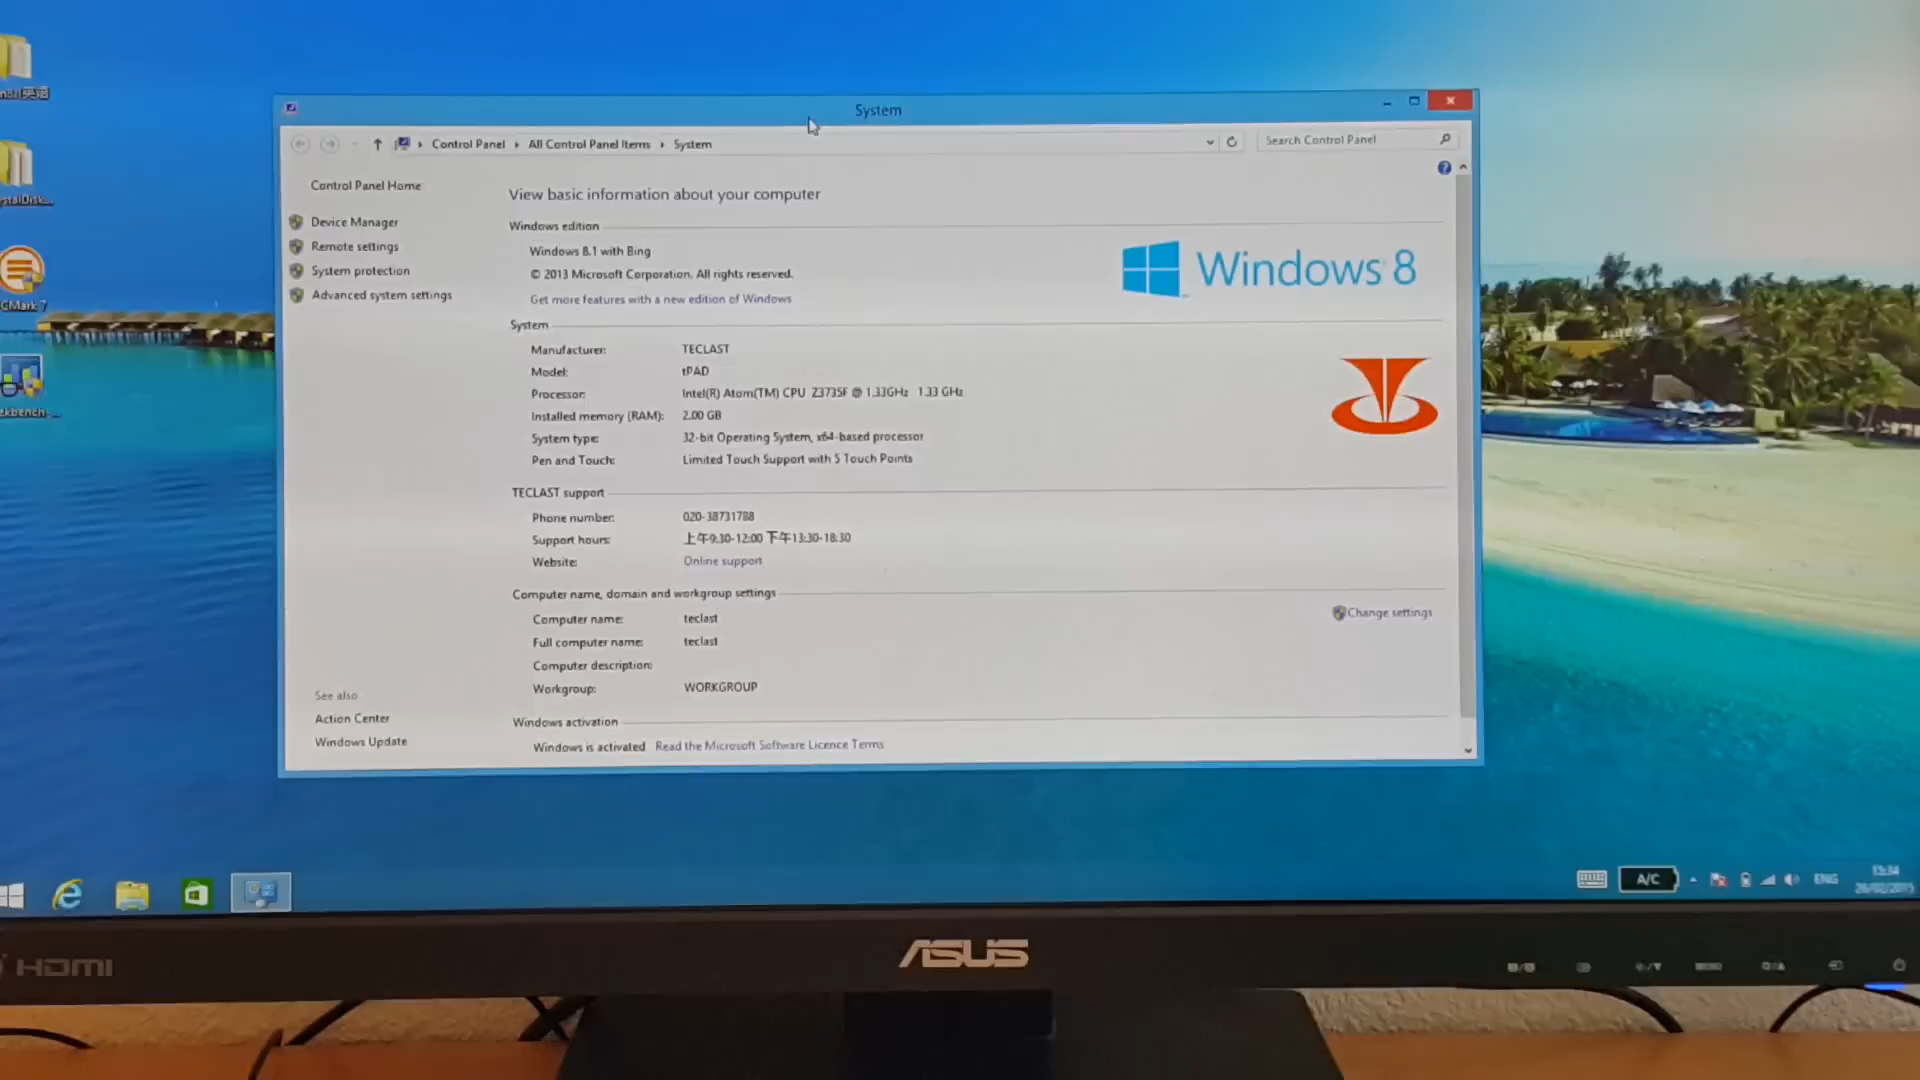 System
Control Panel
All Control Panel Items
System
Search Control Panel
Control Panel Home
Device Manager
Remote settings
System protection
Advanced system settings
View basic information about your computer
Windows edition
Windows 8.1 with Bing
© 2013 Microsoft Corporation. All rights reserved.
Get more features with a new edition of Windows
Windows 8
System
Manufacturer: TECLAST
Model: tPAD
Processor: Intel(R) Atom(TM) CPU Z3735F @ 1.33GHz 1.33 GHz
Installed memory (RAM): 2.00 GB
System type: 32-bit Operating System, x64-based processor
Pen and Touch: Limited Touch Support with 5 Touch Points
TECLAST support
Phone number: 020-38731788
Support hours: 上午9:30-12:00 下午13:30-18:30
Website: Online support
Computer name, domain and workgroup settings
Computer name: teclast
Change settings
Full computer name: teclast
Computer description:
Workgroup: WORKGROUP
Windows activation
Windows is activated Read the Microsoft Software Licence Terms
See also
Action Center
Windows Update
CMark 7
A/C
ENG
15:34
HDMI
ASUS
MENU